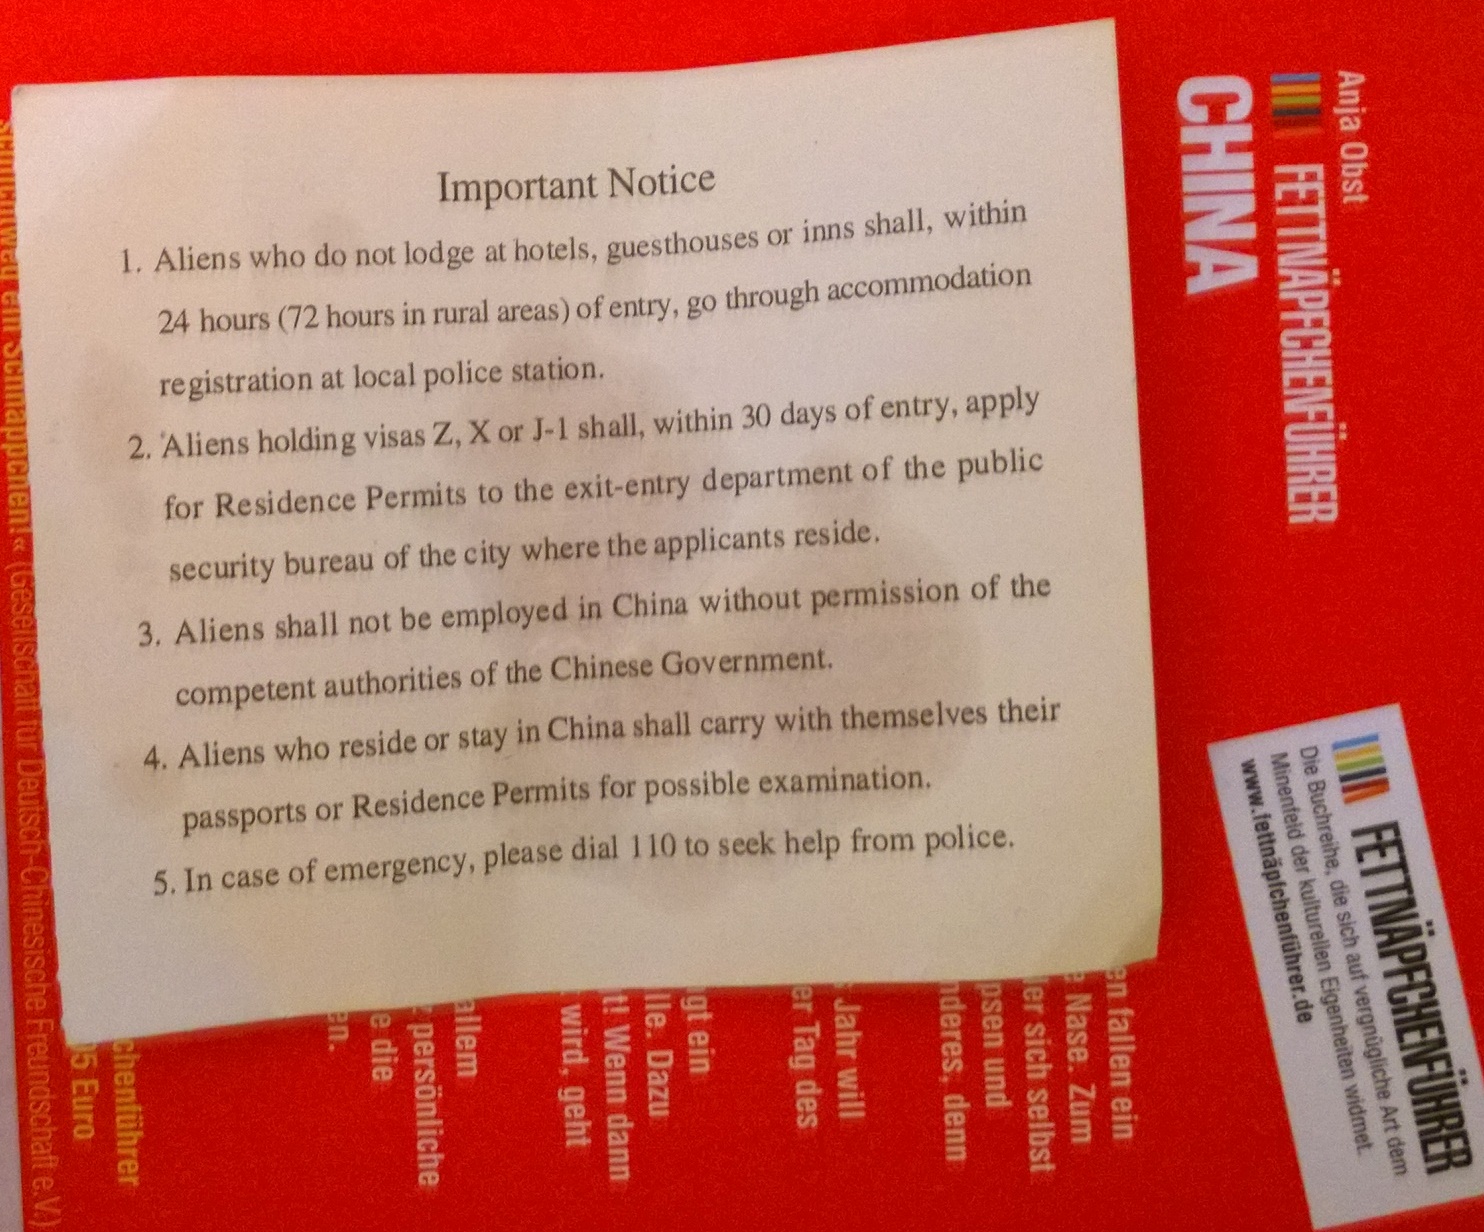 Important Notice
1. Aliens who do not lodge at hotels, guesthouses or inns shall, within
24 hours (72 hours in rural areas) of entry, go through accommodation
registration at local police station.
2. Aliens holding visas Z, X or J-1 shall, within 30 days of entry, apply
for Residence Permits to the exit-entry department of the public
security bureau of the city where the applicants reside.
3. Aliens shall not be employed in China without permission of the
competent authorities of the Chinese Government.
4. Aliens who reside or stay in China shall carry with themselves their
passports or Residence Permits for possible examination.
5. In case of emergency, please dial 110 to seek help from police.
Anja Obst
FETTNÄPFCHENFÜHRER
CHINA
FETTNÄPFCHENFÜHRER
Die Buchreihe, die sich auf vergnügliche Art dem
Minenfeld der kulturellen Eigenheiten widmet.
www.fettnäpfchenführer.de
en fallen ein
Nase. Zum
er sich selbst
psen und
nderes, denn
Jahr will
er Tag des
gt ein
lle. Dazu
t! Wenn dann
wird, geht
allem
persönliche
e die
en.
chenführer
95 Euro
ein Schnäppchen!« (Gesellschaft für Deutsch-Chinesische Freundschaft e.V.)